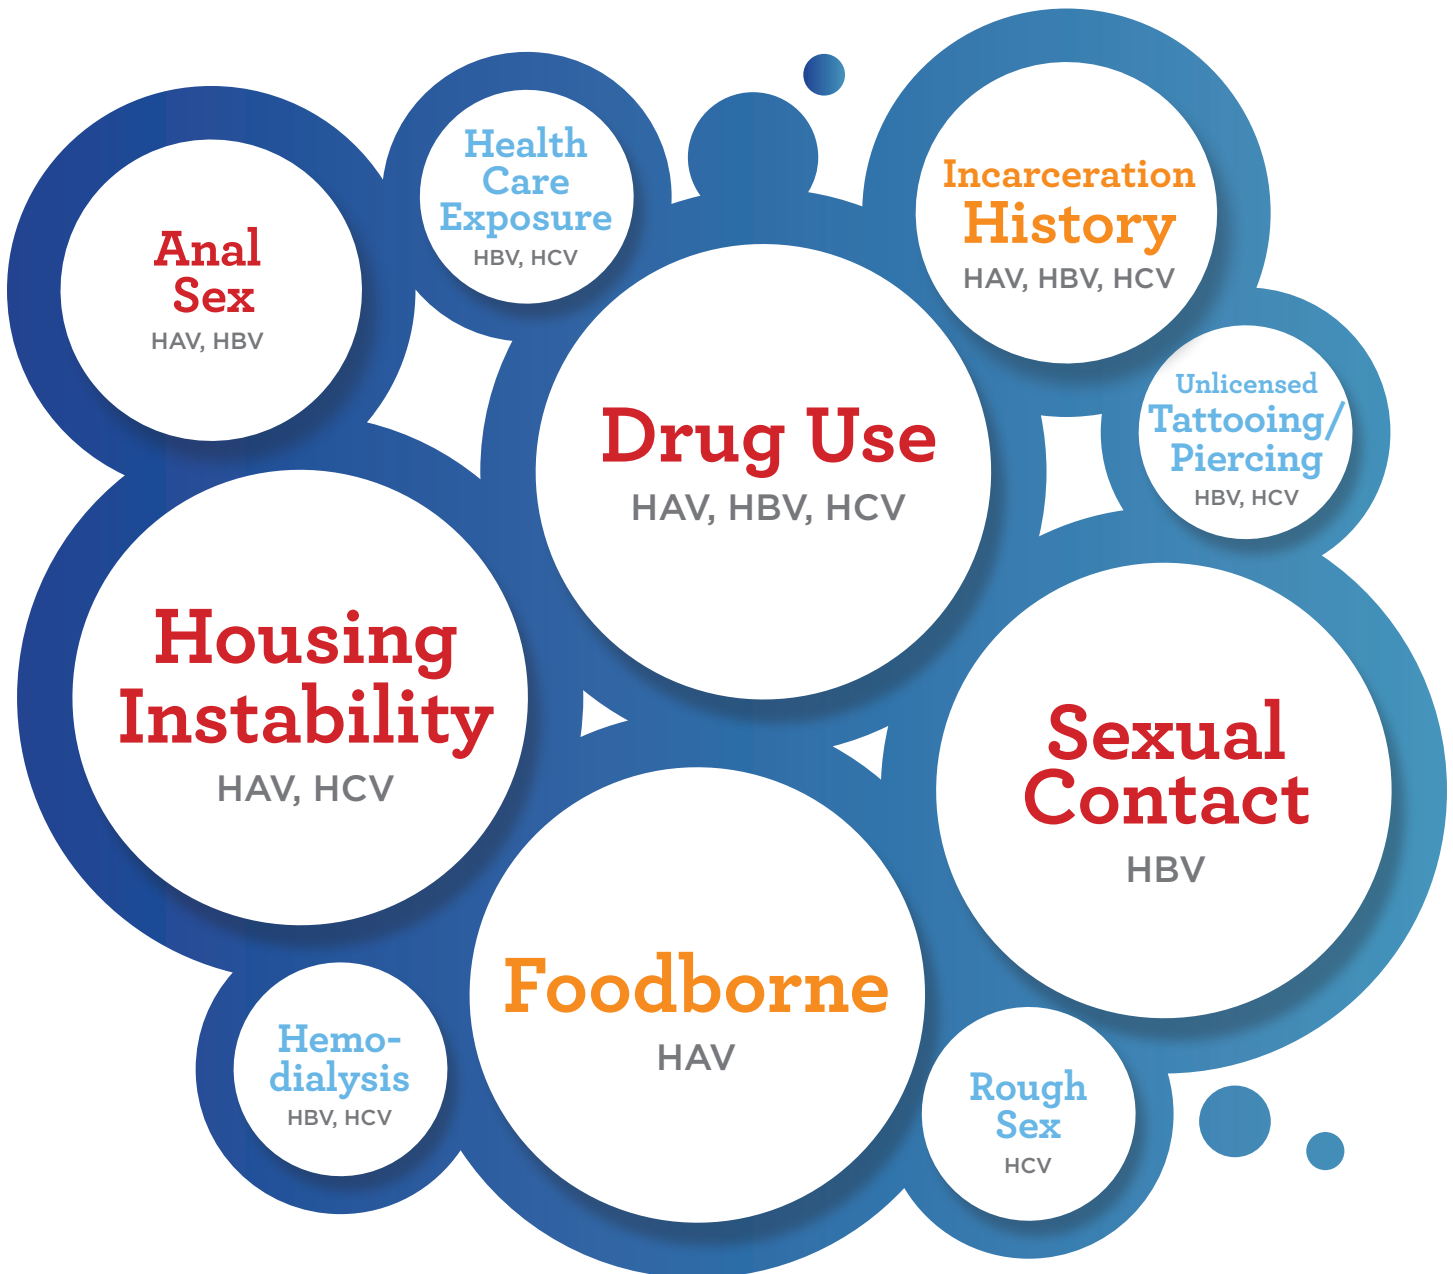 Health
Care
Exposure
HBV, HCV
Incarceration
History
HAV, HBV, HCV
Anal
Sex
HAV, HBV
Unlicensed
Tattooing/
Piercing
HBV, HCV
Drug Use
HAV, HBV, HCV
Housing
Instability
HAV, HCV
Sexual
Contact
HBV
Foodborne
HAV
Hemo-
dialysis
HBV, HCV
Rough
Sex
HCV